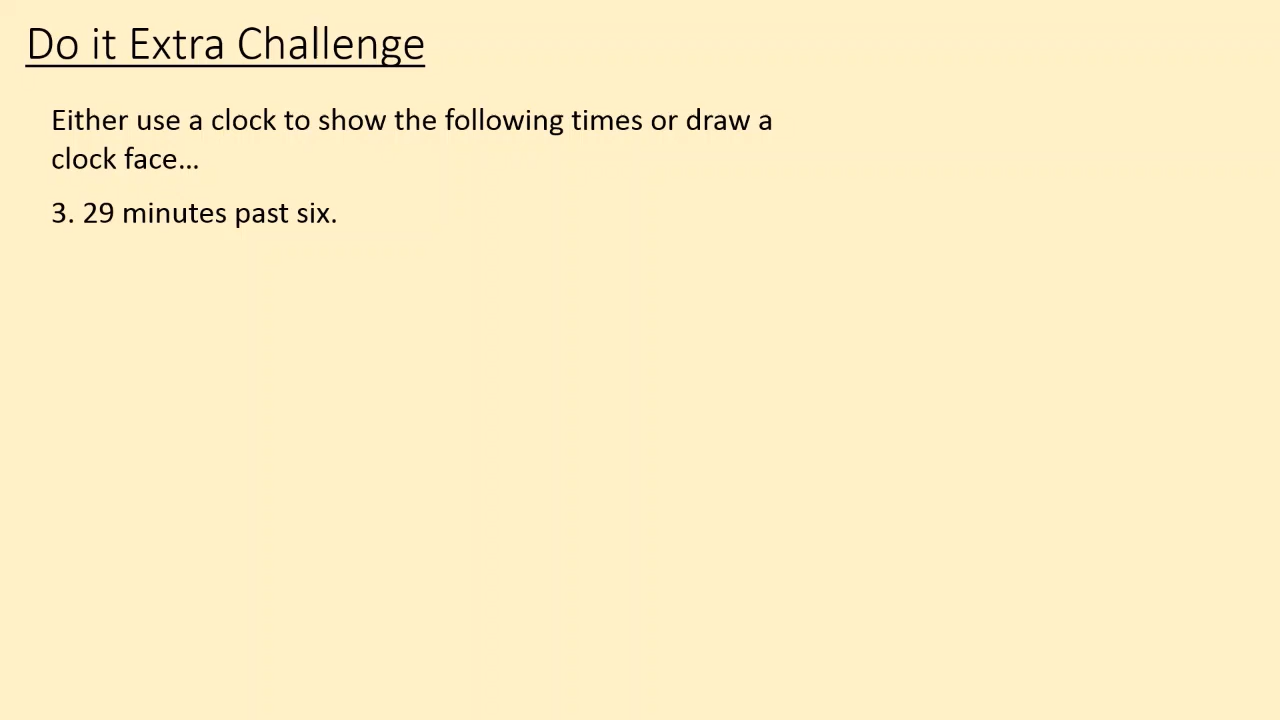 Do it Extra Challenge
Either use a clock to show the following times or draw a
clock face...
3. 29 minutes past six.